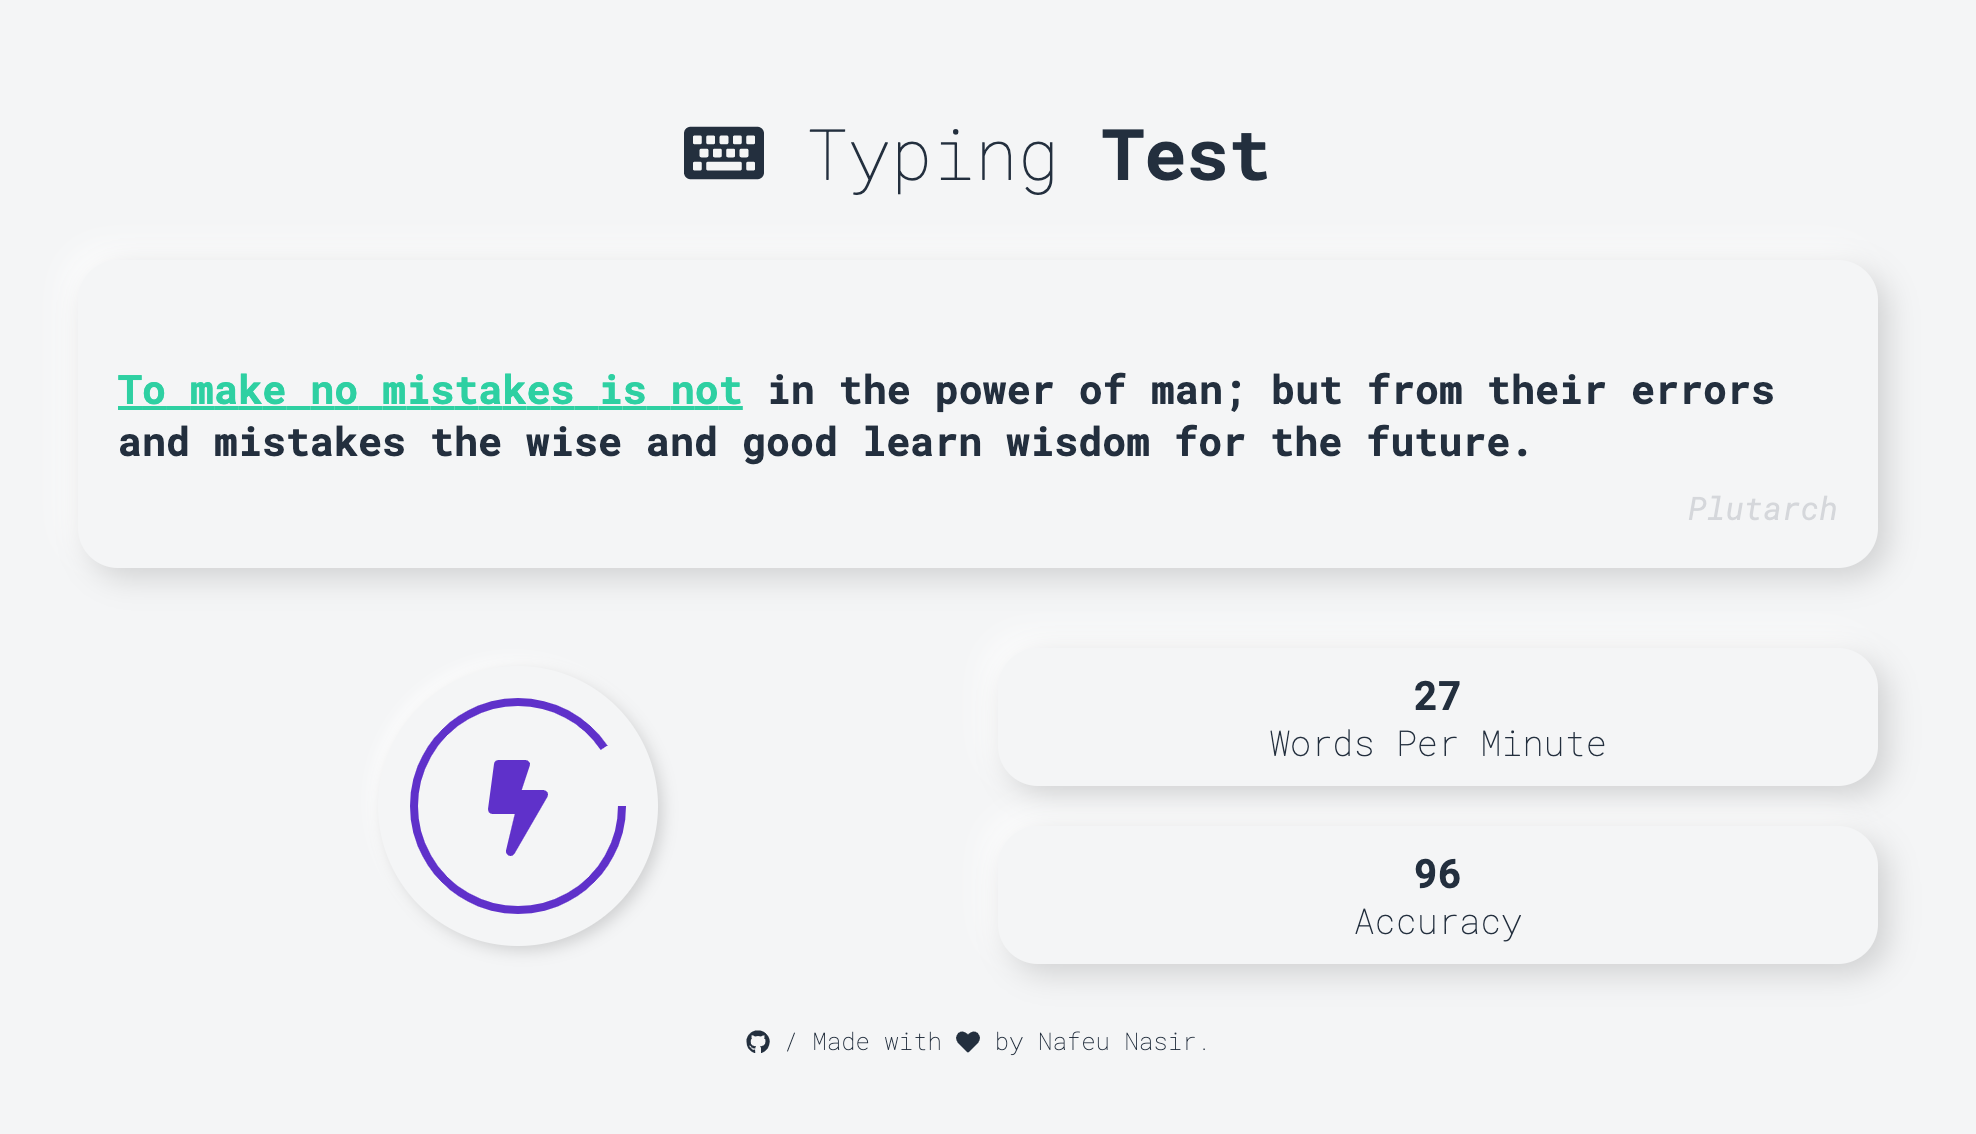 Typing Test
To make no mistakes is not in the power of man; but from their errors
and mistakes the wise and good learn wisdom for the future.
Plutarch
27
Words Per Minute
96
Accuracy
/ Made with by Nafeu Nasir.